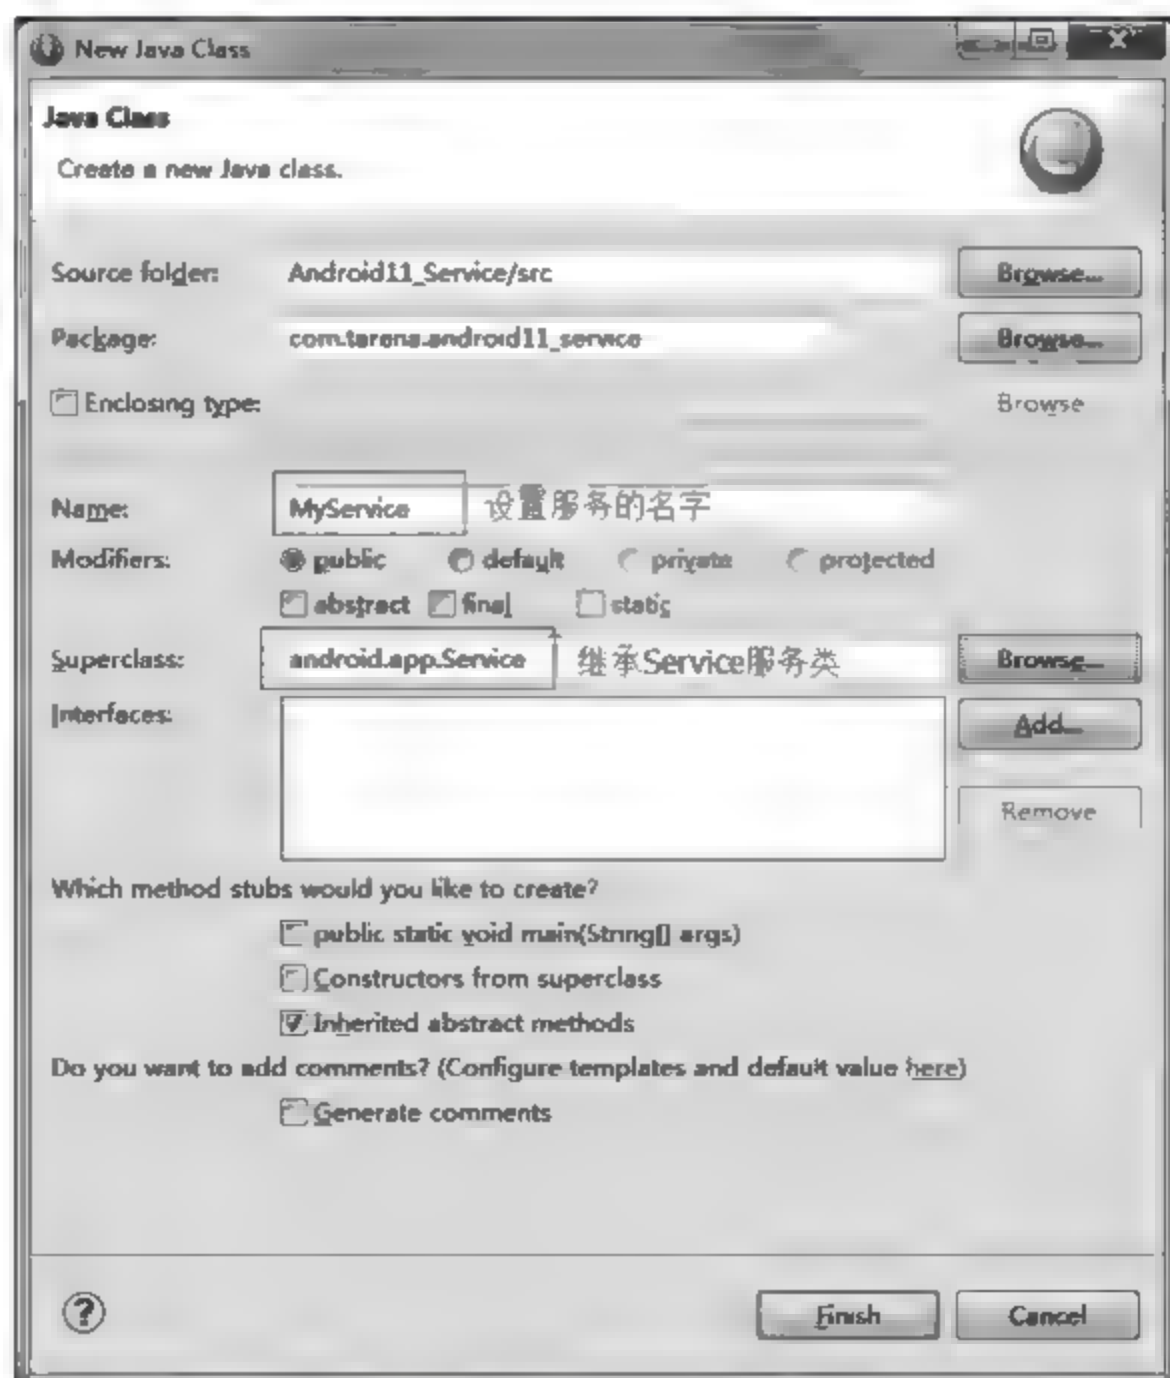 New Java Class
Java Class
Create a new Java class.
Source folder: Android11_Service/src Browse...
Package: com.tarena.android11_service Browse...
Enclosing type: Browse
Name: MyService 设置服务的名字
Modifiers: public default private protected
abstract final static
Superclass: android.app.Service 继承Service服务类 Browse...
Interfaces: Add...
Remove
Which method stubs would you like to create?
public static void main(String[] args)
Constructors from superclass
Inherited abstract methods
Do you want to add comments? (Configure templates and default value here)
Generate comments
? Finish Cancel